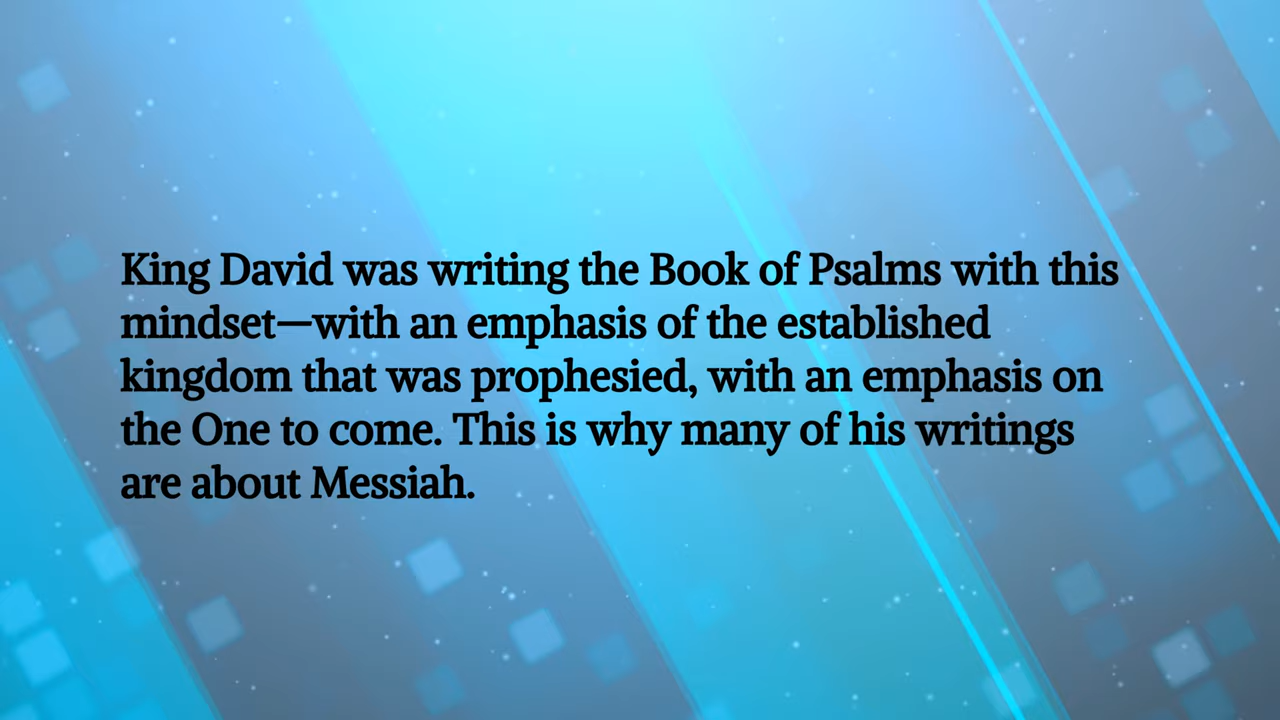 King David was writing the Book of Psalms with this
mindset—with an emphasis of the established
kingdom that was prophesied, with an emphasis on
the One to come. This is why many of his writings
are about Messiah.